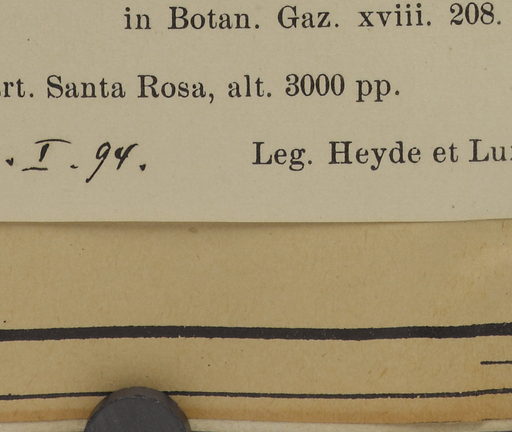 in Botan. Gaz. xviii. 208.
rt. Santa Rosa, alt. 3000 pp.
. I. 94. Leg. Heyde et Lu